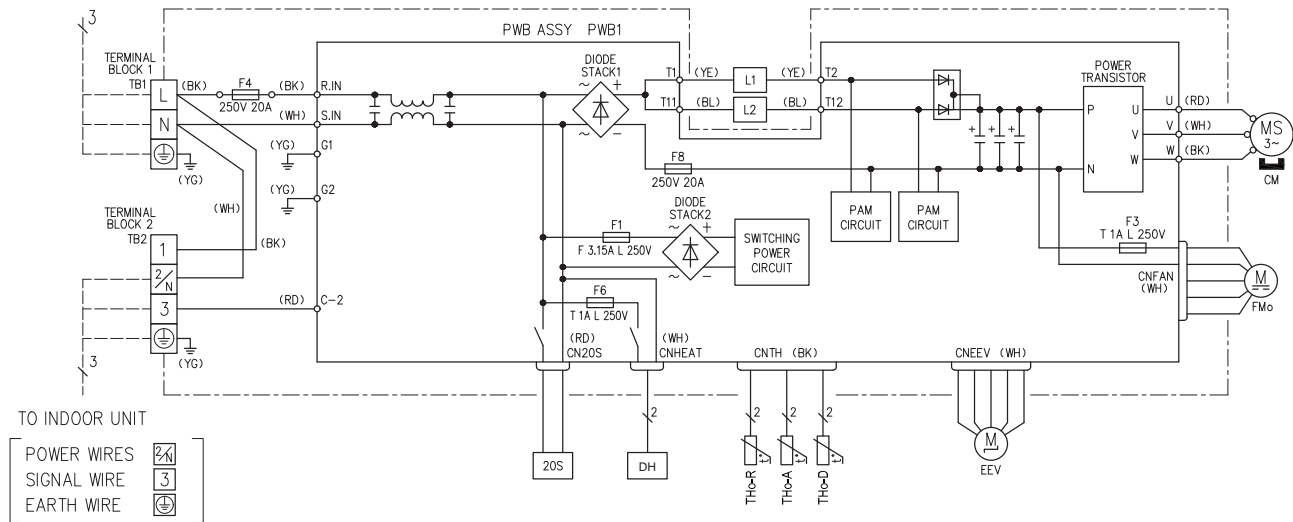 3
PWB ASSY PWB1
TERMINAL
BLOCK 1
TB1
L
N
(BK)
F4
250V 20A
(BK)
R.IN
(WH)
S.IN
(YG)
G1
(YG)
G2
(YG)
DIODE
STACK1
~
+
~
−
T1
(YE)
L1
(YE)
T2
T11
(BL)
L2
(BL)
T12
F8
250V 20A
PAM
CIRCUIT
PAM
CIRCUIT
+
+
+
POWER
TRANSISTOR
P
N
U
V
W
U
(RD)
V
(WH)
W
(BK)
MS
3~
CM
(WH)
(BK)
TERMINAL
BLOCK 2
TB2
1
2/N
3
(RD)
C-2
(YG)
3
F1
F 3.15A L 250V
DIODE
STACK2
~
+
~
−
SWITCHING
POWER
CIRCUIT
F6
T 1A L 250V
(RD)
CN20S
(WH)
CNHEAT
CNTH (BK)
CNEEV (WH)
F3
T 1A L 250V
CNFAN
(WH)
M
FMo
20S
2
DH
2
2
2
t°
t°
t°
THo-R
THo-A
THo-D
M
EEV
TO INDOOR UNIT
POWER WIRES 2/N
SIGNAL WIRE 3
EARTH WIRE